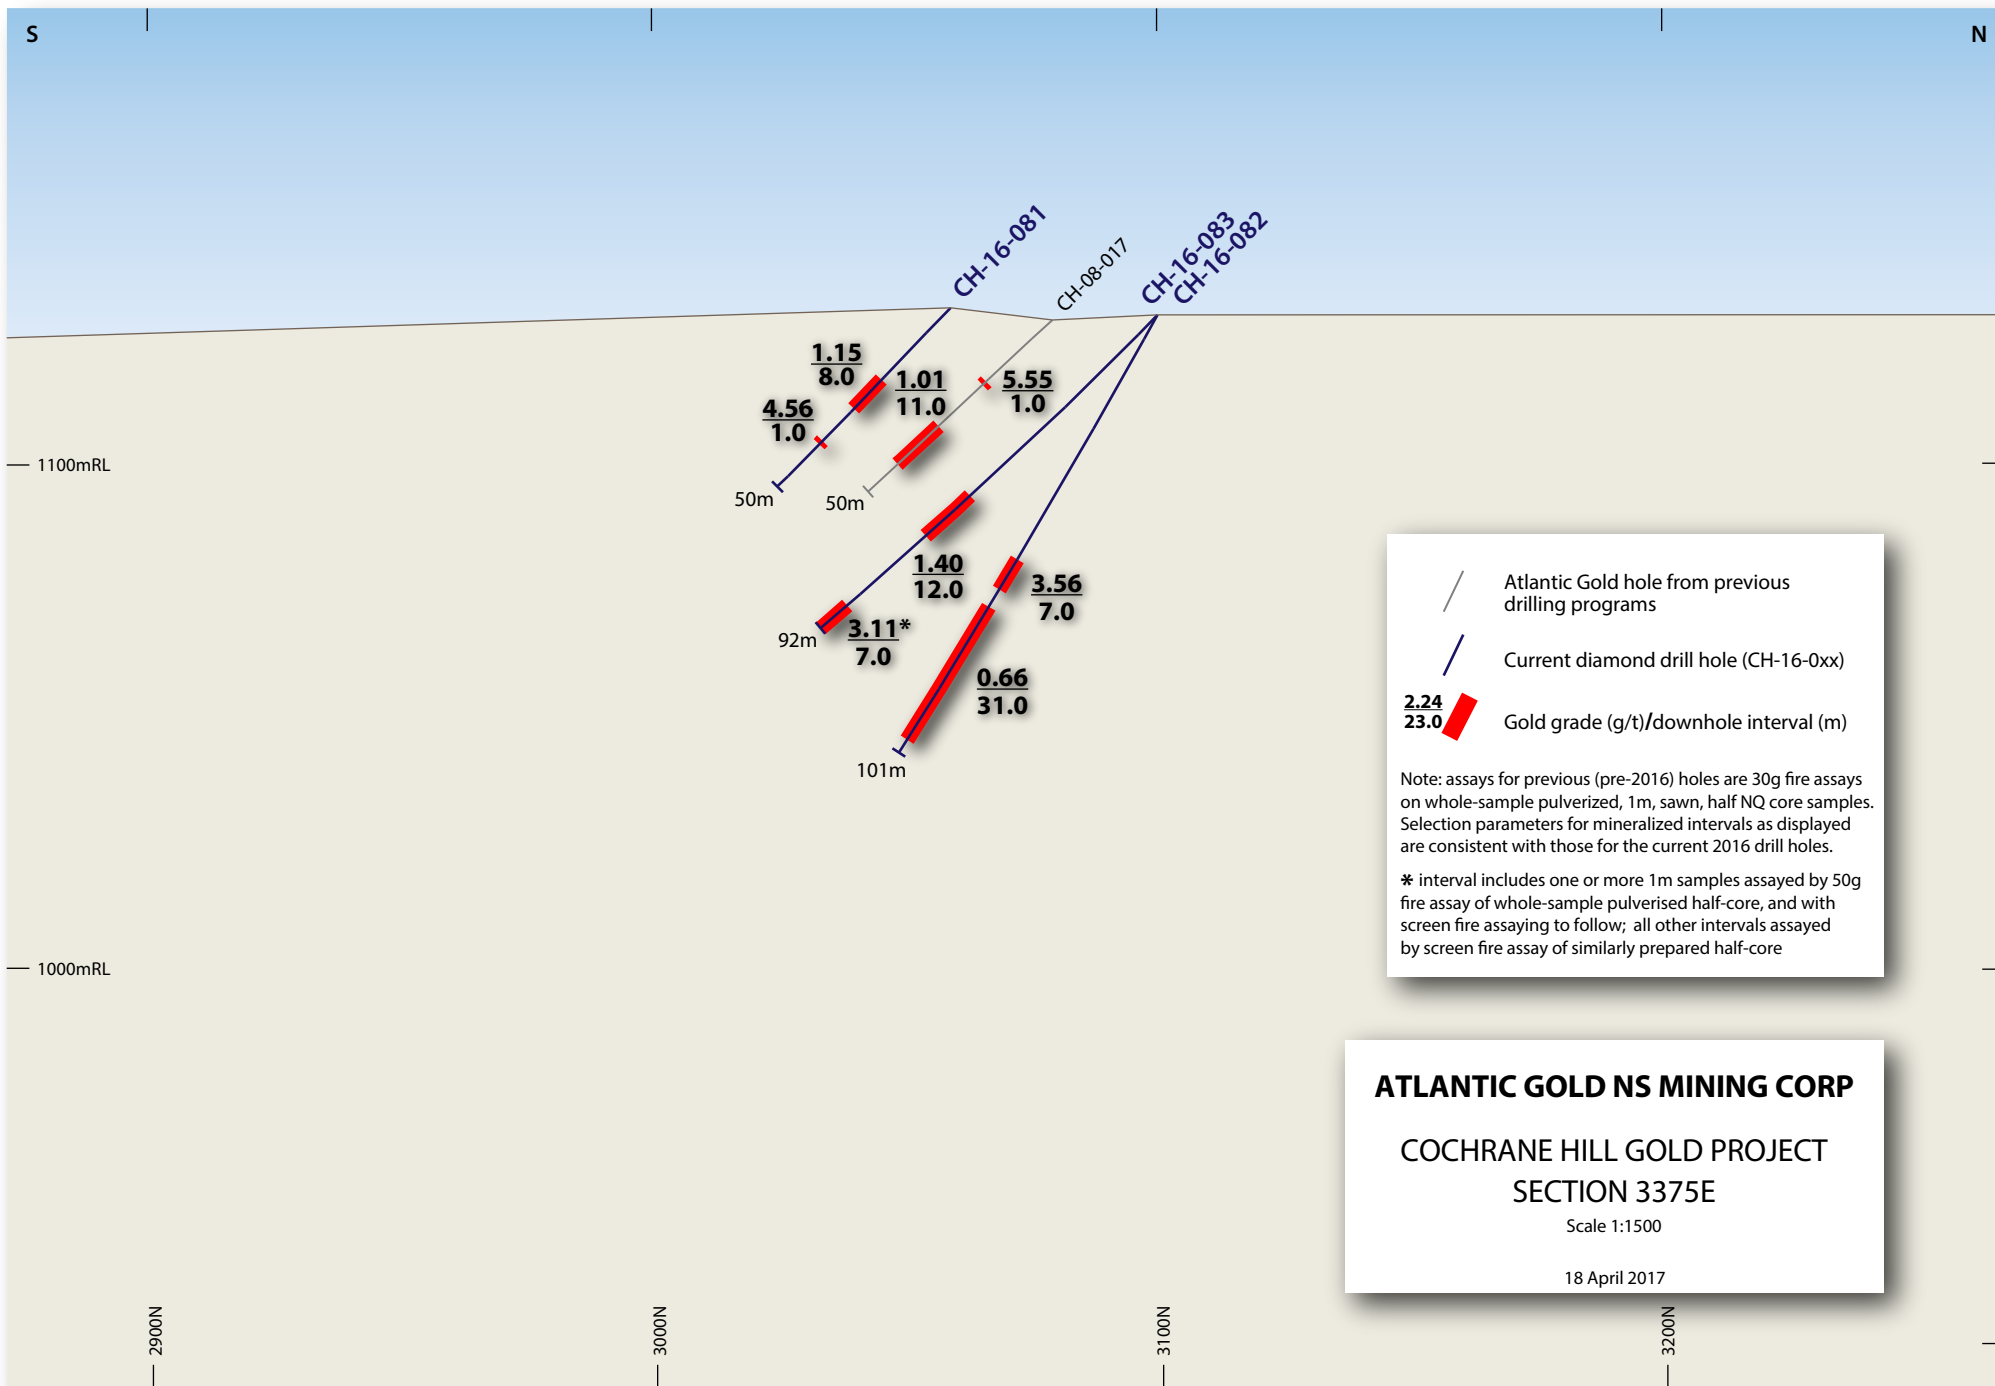 S
N
CH-16-081
CH-08-017
CH-16-083
CH-16-082
1.15
8.0
1.01
11.0
5.55
1.0
4.56
1.0
1100mRL
50m
50m
1.40
12.0
3.56
7.0
92m
3.11*
7.0
0.66
31.0
101m
Atlantic Gold hole from previous
drilling programs
Current diamond drill hole (CH-16-0xx)
2.24
23.0
Gold grade (g/t)/downhole interval (m)
Note: assays for previous (pre-2016) holes are 30g fire assays
on whole-sample pulverized, 1m, sawn, half NQ core samples.
Selection parameters for mineralized intervals as displayed
are consistent with those for the current 2016 drill holes.
* interval includes one or more 1m samples assayed by 50g
fire assay of whole-sample pulverised half-core, and with
screen fire assaying to follow; all other intervals assayed
by screen fire assay of similarly prepared half-core
1000mRL
ATLANTIC GOLD NS MINING CORP
COCHRANE HILL GOLD PROJECT
SECTION 3375E
Scale 1:1500
18 April 2017
2900N
3000N
3100N
3200N